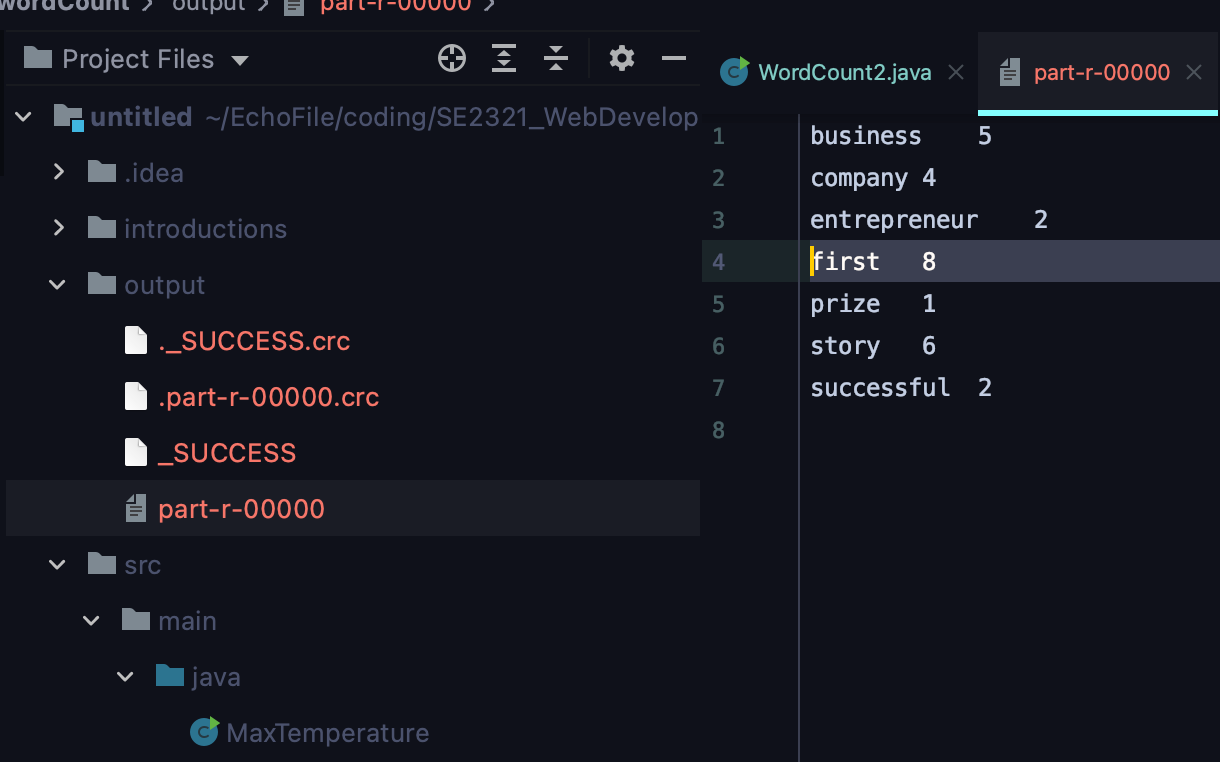 wordCount output part-r-00000
Project Files
untitled ~/EchoFile/coding/SE2321_WebDevelop
.idea
introductions
output
._SUCCESS.crc
.part-r-00000.crc
_SUCCESS
part-r-00000
src
main
java
MaxTemperature
WordCount2.java part-r-00000
1 business 5
2 company 4
3 entrepreneur 2
4 first 8
5 prize 1
6 story 6
7 successful 2
8